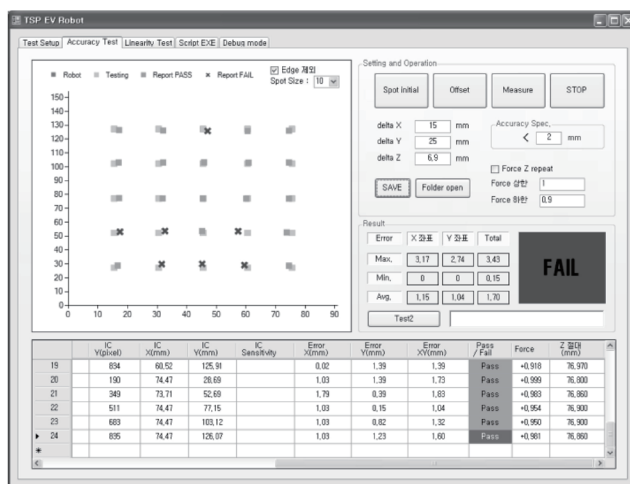 TSP EV Robot
Test Setup Accuracy Test Linearity Test Script EXE Debug mode
Robot Testing Report PASS Report FAIL
Edge 제외
Spot Size : 10
150
140
130
120
110
100
90
80
70
60
50
40
30
20
10
0
0 10 20 30 40 50 60 70 80 90
Setting and Operation
Spot initial Offset Measure STOP
delta X 15 mm
delta Y 25 mm
delta Z 6,9 mm
Accuracy Spec,
< 2 mm
Force Z repeat
SAVE Folder open
Force 상한 1
Force 하한 0,9
Result
Error X 좌표 Y 좌표 Total
Max, 3,17 2,74 3,43
Min, 0 0 0,15
Avg, 1,15 1,04 1,70
FAIL
Test2
IC Y(pixel) IC X(mm) IC Y(mm) IC Sensitivity Error X(mm) Error Y(mm) Error XY(mm) Pass / Fail Force Z 절대 (mm)
19 834 60,52 125,91 0,02 1,39 1,39 Pass +0,918 76,970
20 190 74,47 28,69 1,03 1,39 1,73 Pass +0,999 76,800
21 349 73,71 52,69 1,79 0,39 1,83 Pass +0,983 76,860
22 511 74,47 77,15 1,03 0,15 1,04 Pass +0,954 76,900
23 683 74,47 103,12 1,03 0,82 1,32 Pass +0,950 76,900
24 835 74,47 126,07 1,03 1,23 1,60 Pass +0,981 76,860